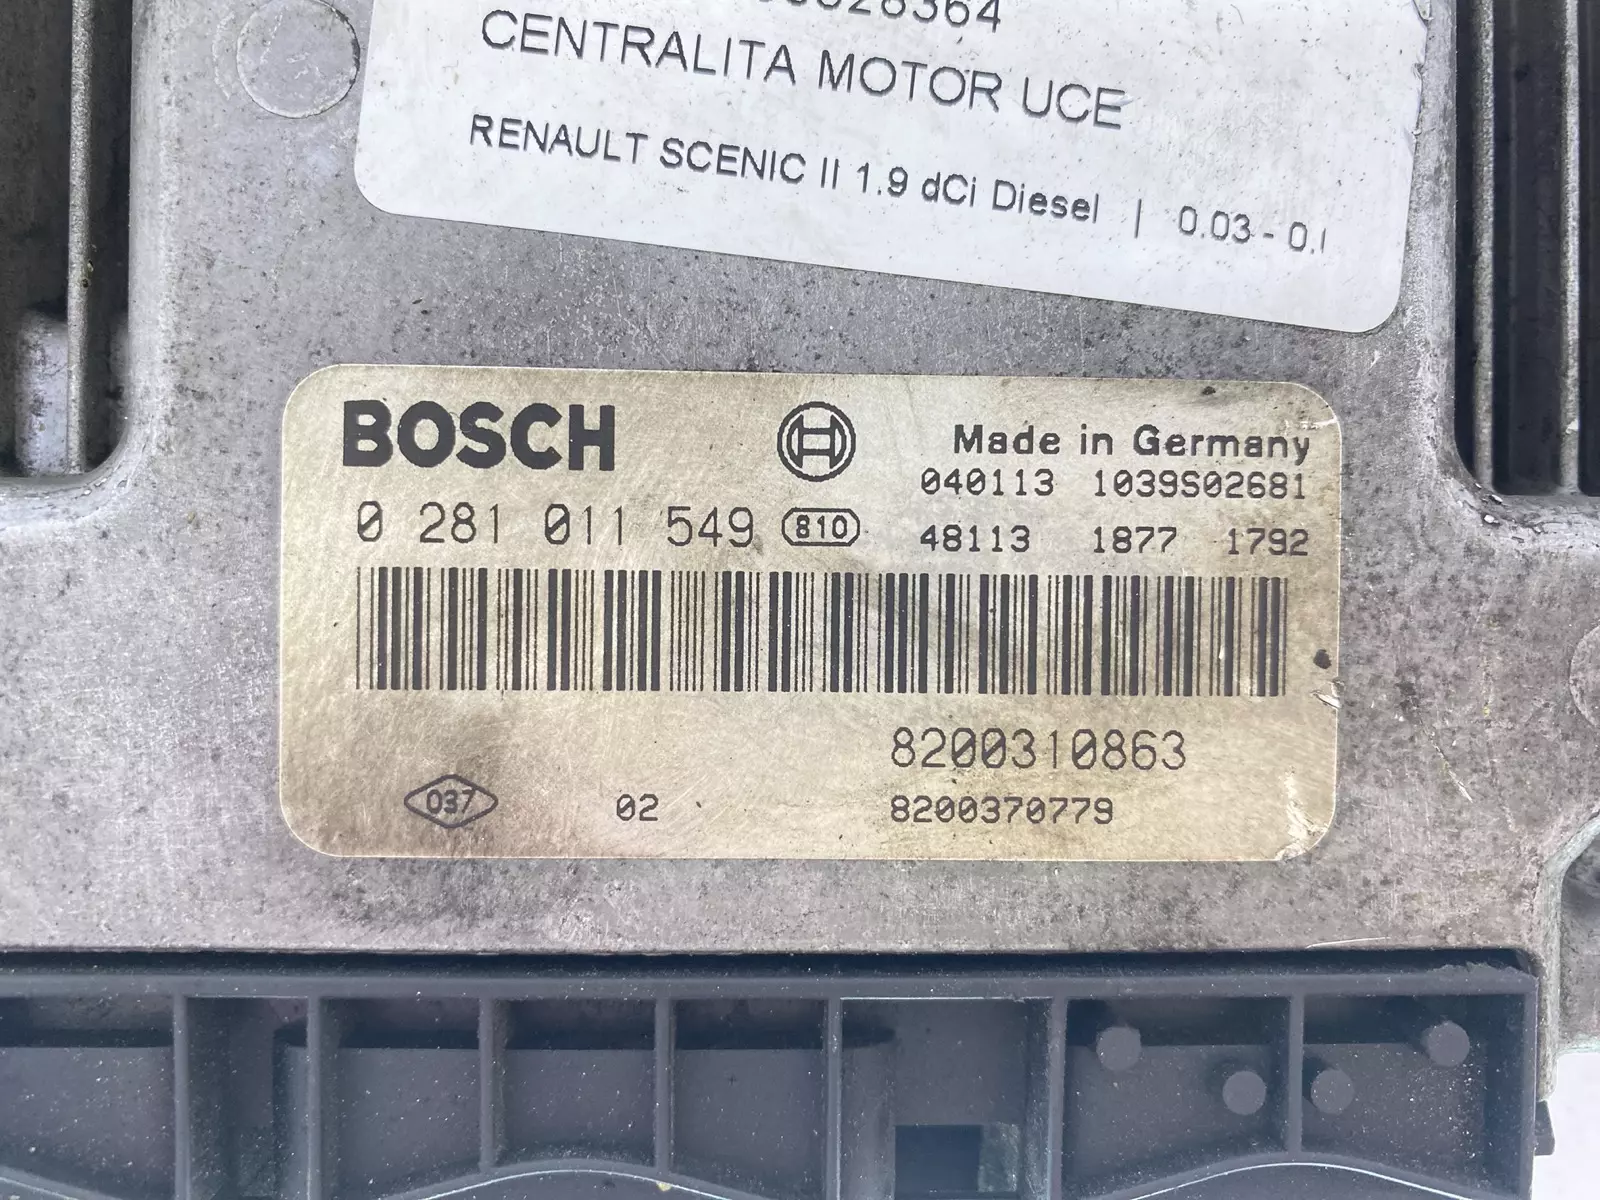 CENTRALITA MOTOR UCE
RENAULT SCENIC II 1.9 dCi Diesel | 0.03 - 0.
BOSCH
Made in Germany
040113 1039S02681
0 281 011 549 810
48113 1877 1792
8200310863
037 02 8200370779